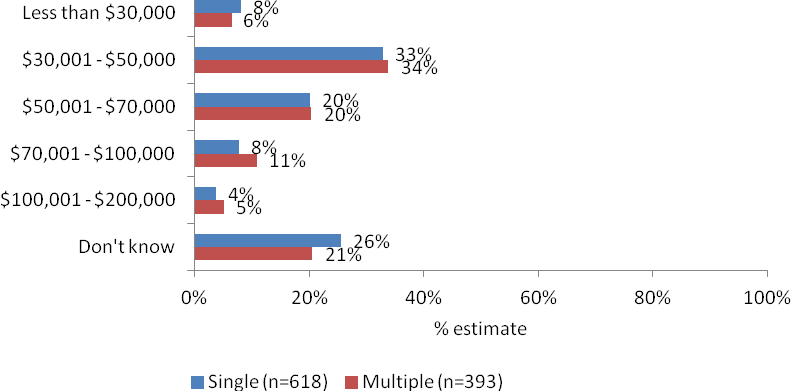 Less than $30,000 8%
6%
$30,001 - $50,000 33%
34%
$50,001 - $70,000 20%
20%
$70,001 - $100,000 8%
11%
$100,001 - $200,000 4%
5%
Don't know 26%
21%
0% 20% 40% 60% 80% 100%
% estimate
Single (n=618) Multiple (n=393)